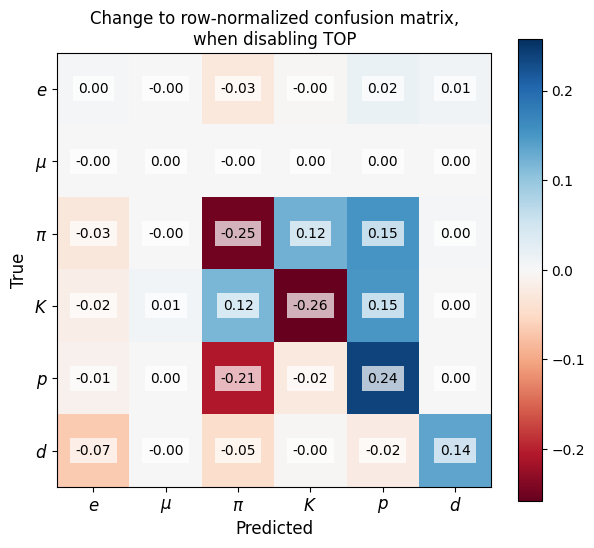 Change to row-normalized confusion matrix,
when disabling TOP
e 0.00 -0.00 -0.03 -0.00 0.02 0.01
μ -0.00 0.00 -0.00 0.00 0.00 0.00
π -0.03 -0.00 -0.25 0.12 0.15 0.00
K -0.02 0.01 0.12 -0.26 0.15 0.00
p -0.01 0.00 -0.21 -0.02 0.24 0.00
d -0.07 -0.00 -0.05 -0.00 -0.02 0.14
e μ π K p d
Predicted
True
0.2
0.1
0.0
−0.1
−0.2